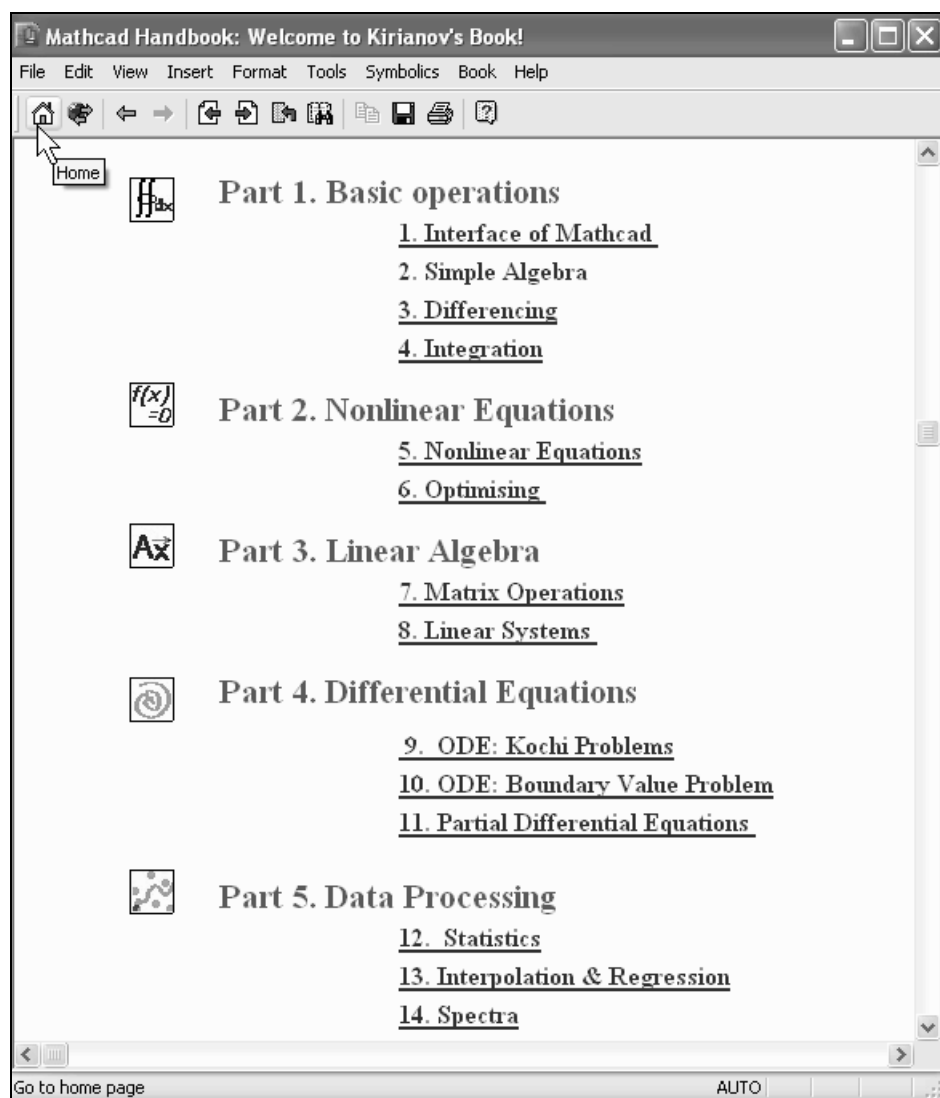 Mathcad Handbook: Welcome to Kirianov's Book!
File Edit View Insert Format Tools Symbolics Book Help
Home
∫∫dx
Part 1. Basic operations
1. Interface of Mathcad
2. Simple Algebra
3. Differencing
4. Integration
f(x)
=0
Part 2. Nonlinear Equations
5. Nonlinear Equations
6. Optimising
Ax
Part 3. Linear Algebra
7. Matrix Operations
8. Linear Systems
Part 4. Differential Equations
9. ODE: Kochi Problems
10. ODE: Boundary Value Problem
11. Partial Differential Equations
Part 5. Data Processing
12. Statistics
13. Interpolation & Regression
14. Spectra
Go to home page AUTO